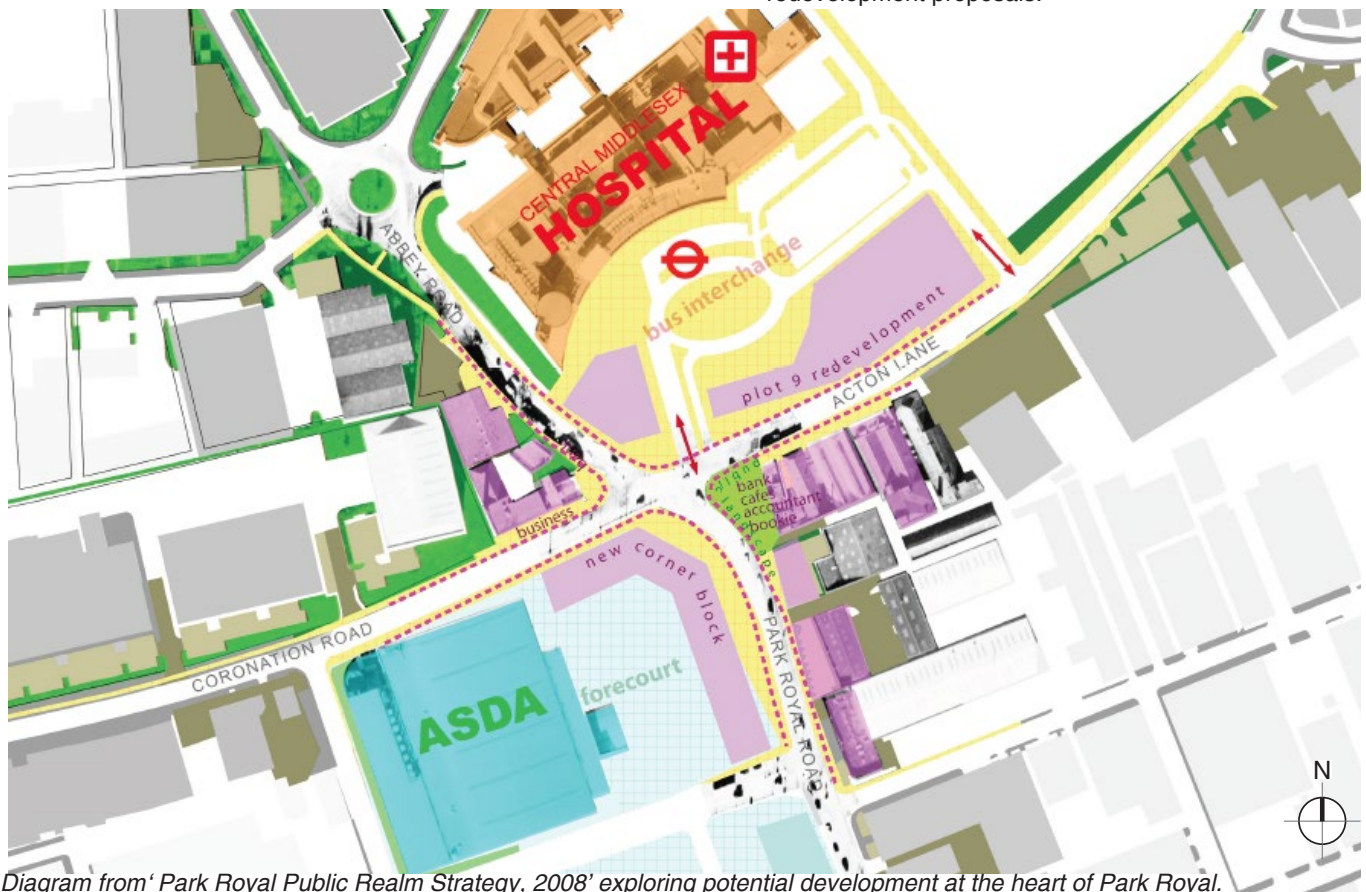 redevelopment proposals.
CENTRAL MIDDLESEX
HOSPITAL
ABBEY ROAD
bus interchange
plot 9 redevelopment
ACTON LANE
bank
cafes
accountant
bookie
business
new corner block
CORONATION ROAD
PARK ROYAL ROAD
ASDA
forecourt
N
Diagram from‘ Park Royal Public Realm Strategy, 2008’ exploring potential development at the heart of Park Royal.